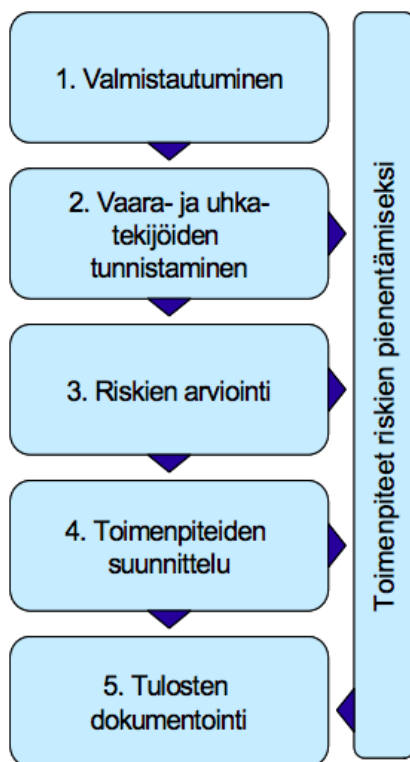 1. Valmistautuminen
2. Vaara- ja uhka-
tekijöiden
tunnistaminen
3. Riskien arviointi
4. Toimenpiteiden
suunnittelu
5. Tulosten
dokumentointi
Toimenpiteet riskien pienentämiseksi